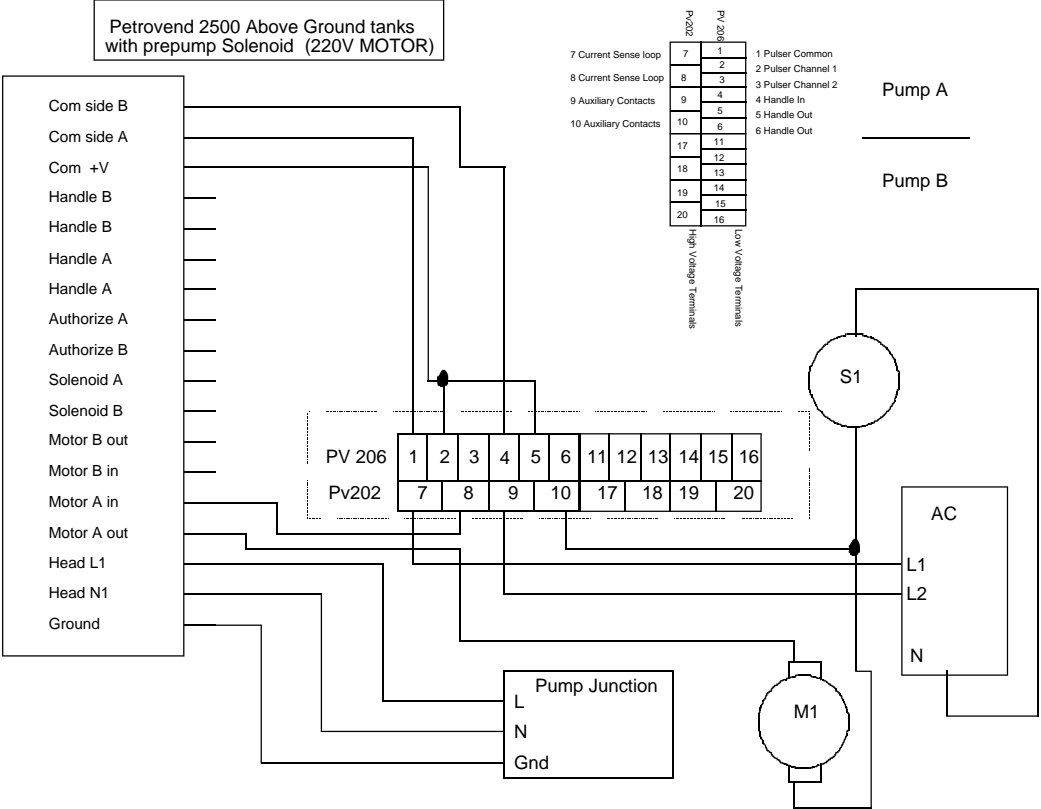 Petrovend 2500 Above Ground tanks
with prepump Solenoid (220V MOTOR)
Pv202
PV 206
7 Current Sense loop
8 Current Sense Loop
9 Auxiliary Contacts
10 Auxiliary Contacts
7
8
9
10
17
18
19
20
1
2
3
4
5
6
11
12
13
14
15
16
1 Pulser Common
2 Pulser Channel 1
3 Pulser Channel 2
4 Handle In
5 Handle Out
6 Handle Out
High Voltage Terminals
Low Voltage Terminals
Pump A
Pump B
Com side B
Com side A
Com +V
Handle B
Handle B
Handle A
Handle A
Authorize A
Authorize B
Solenoid A
Solenoid B
Motor B out
Motor B in
Motor A in
Motor A out
Head L1
Head N1
Ground
PV 206 1 2 3 4 5 6 11 12 13 14 15 16
Pv202 7 8 9 10 17 18 19 20
S1
AC
L1
L2
N
Pump Junction
L
N
Gnd
M1